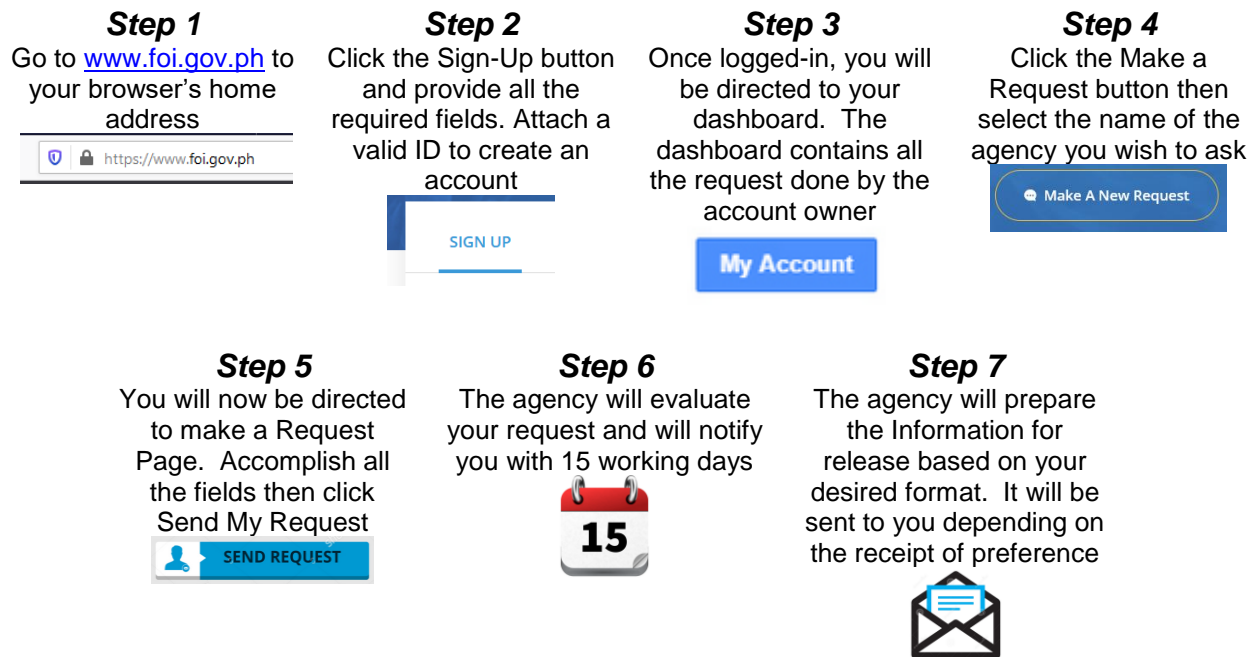 Step 1
Go to www.foi.gov.ph to
your browser’s home
address
https://www.foi.gov.ph
Step 2
Click the Sign-Up button
and provide all the
required fields. Attach a
valid ID to create an
account
SIGN UP
Step 3
Once logged-in, you will
be directed to your
dashboard. The
dashboard contains all
the request done by the
account owner
My Account
Step 4
Click the Make a
Request button then
select the name of the
agency you wish to ask
Make A New Request
Step 5
You will now be directed
to make a Request
Page. Accomplish all
the fields then click
Send My Request
SEND REQUEST
Step 6
The agency will evaluate
your request and will notify
you with 15 working days
15
Step 7
The agency will prepare
the Information for
release based on your
desired format. It will be
sent to you depending on
the receipt of preference